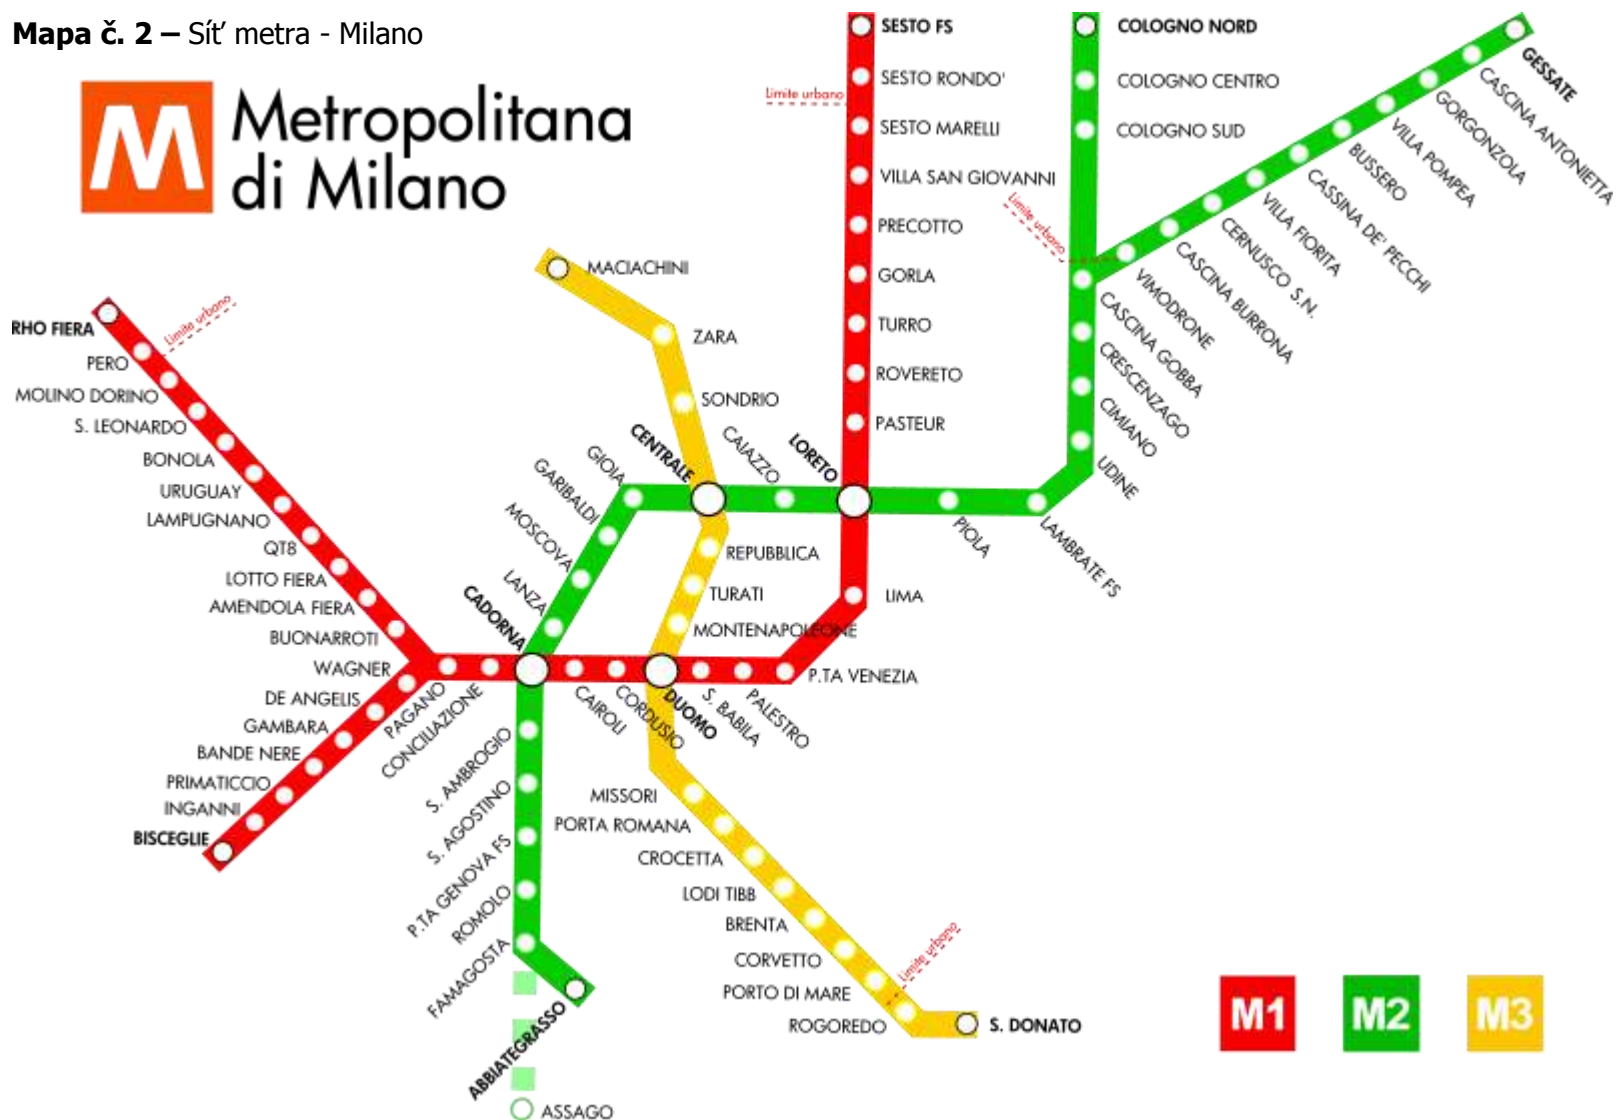 Mapa č. 2 – Síť metra - Milano
M
Metropolitana
di Milano
SESTO FS
SESTO RONDO'
Limite urbano
SESTO MARELLI
VILLA SAN GIOVANNI
PRECOTTO
GORLA
TURRO
ROVERETO
PASTEUR
LORETO
LIMA
P.TA VENEZIA
PALESTRO
S. BABILA
DUOMO
CORDUSIO
CAIROLI
CADORNA
CONCILIAZIONE
PAGANO
COLOGNO NORD
COLOGNO CENTRO
COLOGNO SUD
Limite urbano
GESSATE
CASCINA ANTONIETTA
GORGONZOLA
VILLA POMPEA
BUSSERO
CASSINA DE' PECCHI
VILLA FIORITA
CERNUSCO S.N.
CASCINA BURRONA
VIMODRONE
CASCINA GOBBA
CRESCENZAGO
CIMIANO
UDINE
LAMBRATE FS
PIOLA
CAIAZZO
CENTRALE
GIOIA
GARIBALDI
MOSCOVA
LANZA
MACIACHINI
ZARA
SONDRIO
REPUBBLICA
TURATI
MONTENAPOLEONE
RHO FIERA
Limite urbano
PERO
MOLINO DORINO
S. LEONARDO
BONOLA
URUGUAY
LAMPUGNANO
QT8
LOTTO FIERA
AMENDOLA FIERA
BUONARROTI
WAGNER
DE ANGELIS
GAMBARA
BANDE NERE
PRIMATICCIO
INGANNI
BISCEGLIE
S. AMBROGIO
S. AGOSTINO
P.TA GENOVA FS
ROMOLO
FAMAGOSTA
ABBIATEGRASSO
ASSAGO
MISSORI
PORTA ROMANA
CROCETTA
LODI TIBB
BRENTA
CORVETTO
PORTO DI MARE
Limite urbano
ROGOREDO
S. DONATO
M1
M2
M3